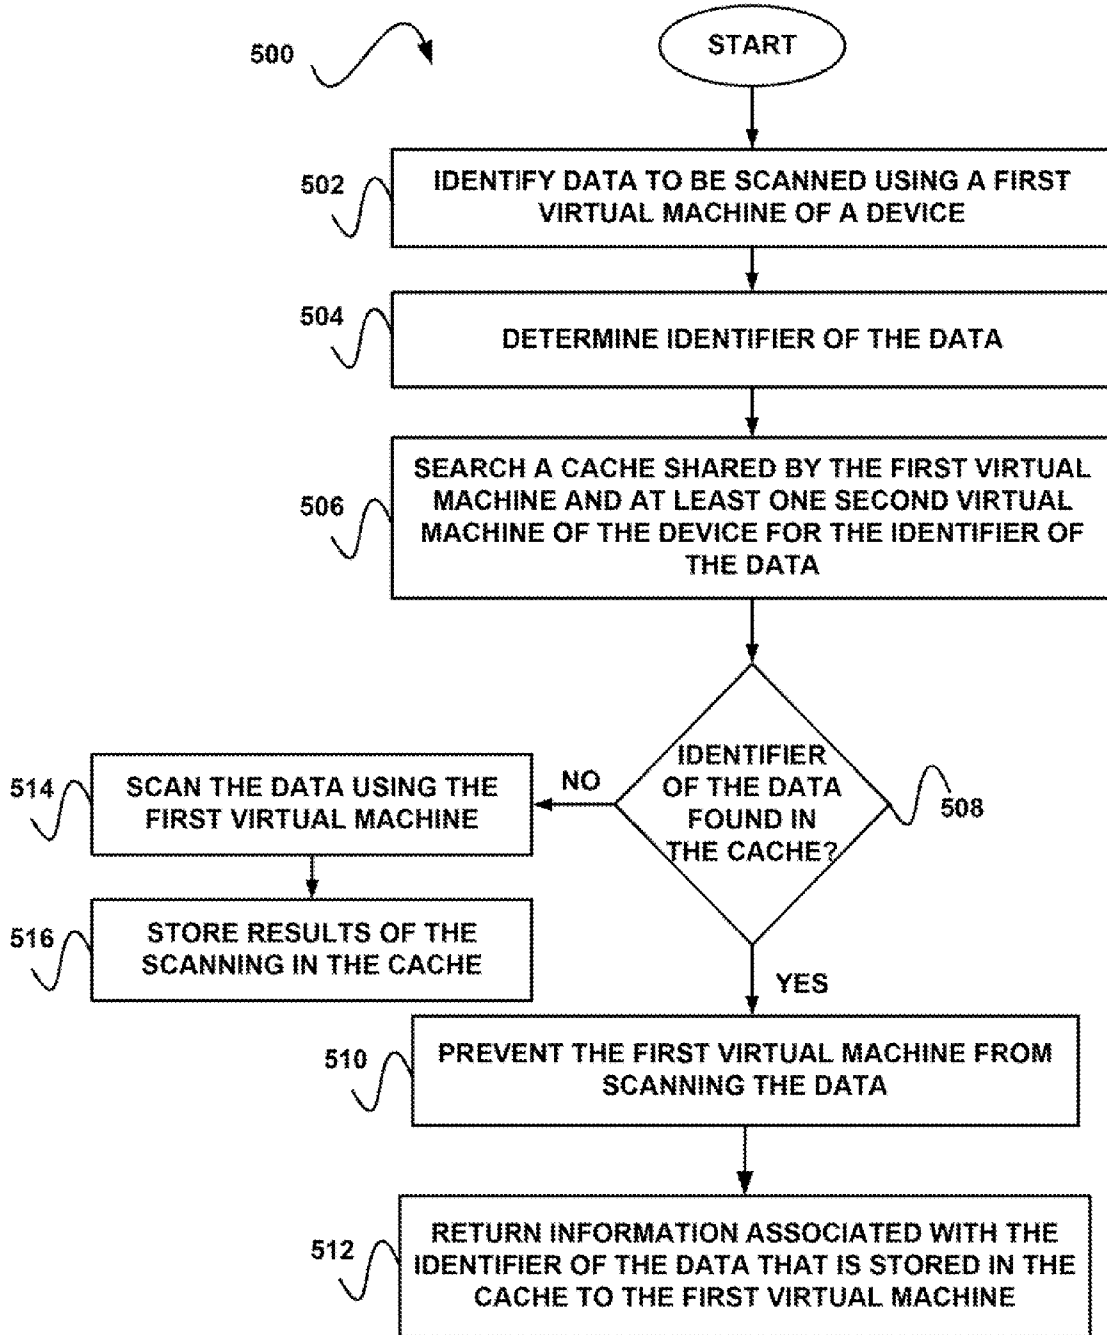 START
500
502
IDENTIFY DATA TO BE SCANNED USING A FIRST
VIRTUAL MACHINE OF A DEVICE
504
DETERMINE IDENTIFIER OF THE DATA
506
SEARCH A CACHE SHARED BY THE FIRST VIRTUAL
MACHINE AND AT LEAST ONE SECOND VIRTUAL
MACHINE OF THE DEVICE FOR THE IDENTIFIER OF
THE DATA
508
IDENTIFIER
OF THE DATA
FOUND IN
THE CACHE?
NO
514
SCAN THE DATA USING THE
FIRST VIRTUAL MACHINE
516
STORE RESULTS OF THE
SCANNING IN THE CACHE
YES
510
PREVENT THE FIRST VIRTUAL MACHINE FROM
SCANNING THE DATA
512
RETURN INFORMATION ASSOCIATED WITH THE
IDENTIFIER OF THE DATA THAT IS STORED IN THE
CACHE TO THE FIRST VIRTUAL MACHINE